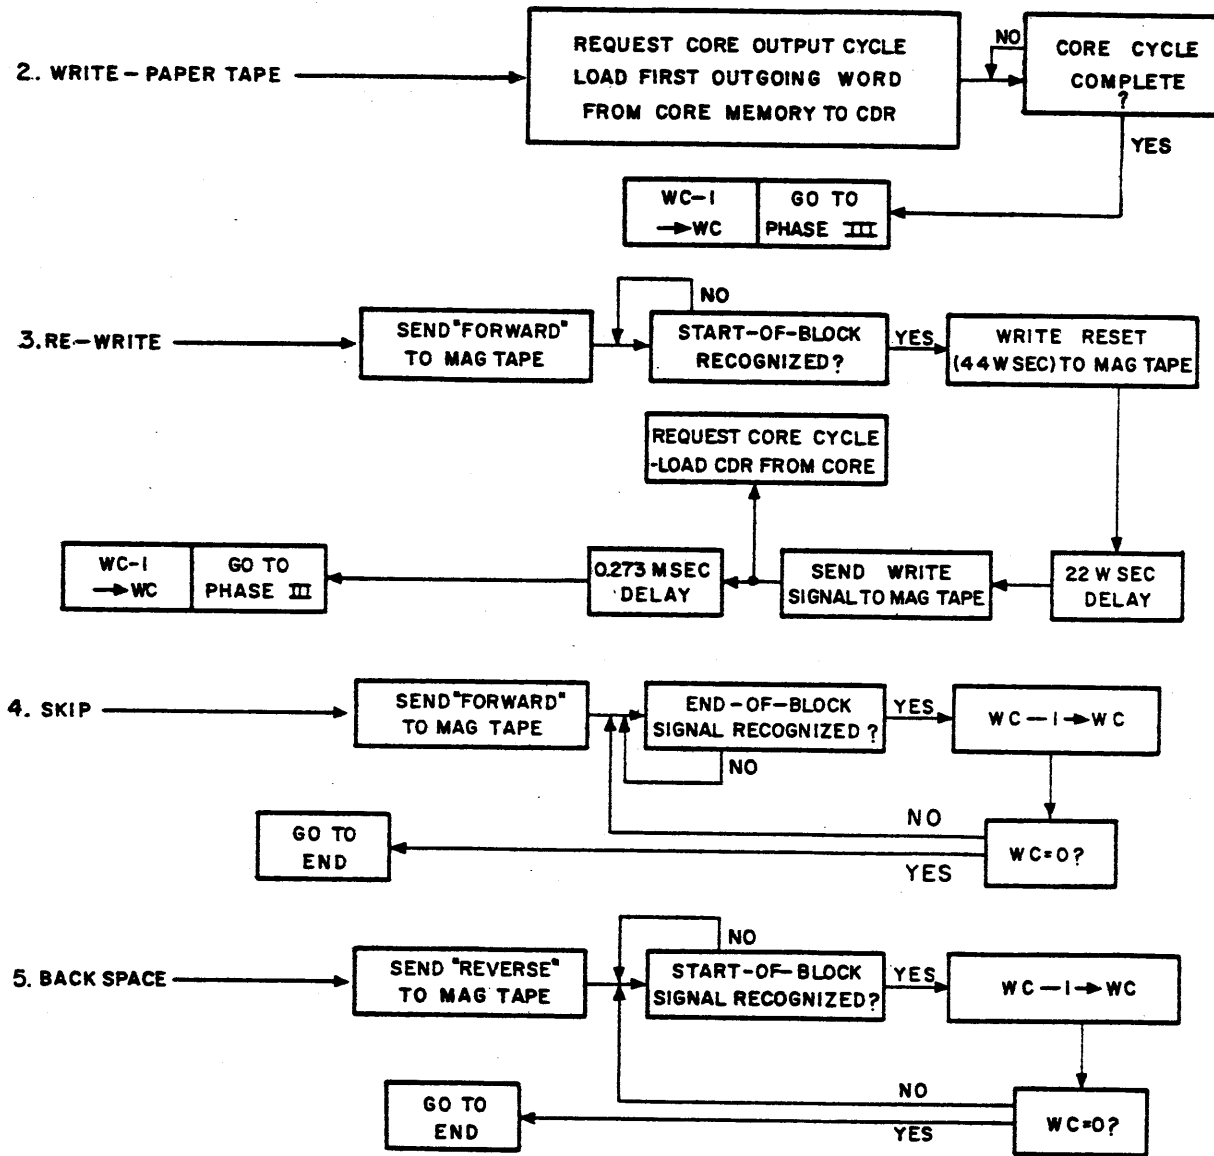 2. WRITE-PAPER TAPE
REQUEST CORE OUTPUT CYCLE
LOAD FIRST OUTGOING WORD
FROM CORE MEMORY TO CDR
NO
CORE CYCLE
COMPLETE
?
YES
WC-1
→WC
GO TO
PHASE III
3. RE-WRITE
SEND "FORWARD"
TO MAG TAPE
NO
START-OF-BLOCK
RECOGNIZED?
YES
WRITE RESET
(44 W SEC) TO MAG TAPE
REQUEST CORE CYCLE
-LOAD CDR FROM CORE
WC-1
→WC
GO TO
PHASE III
0.273 MSEC
DELAY
SEND WRITE
SIGNAL TO MAG TAPE
22 W SEC
DELAY
4. SKIP
SEND "FORWARD"
TO MAG TAPE
END-OF-BLOCK
SIGNAL RECOGNIZED?
YES
WC-1→WC
NO
GO TO
END
NO
YES
WC=0?
5. BACK SPACE
SEND "REVERSE"
TO MAG TAPE
NO
START-OF-BLOCK
SIGNAL RECOGNIZED?
YES
WC-1→WC
GO TO
END
NO
YES
WC=0?